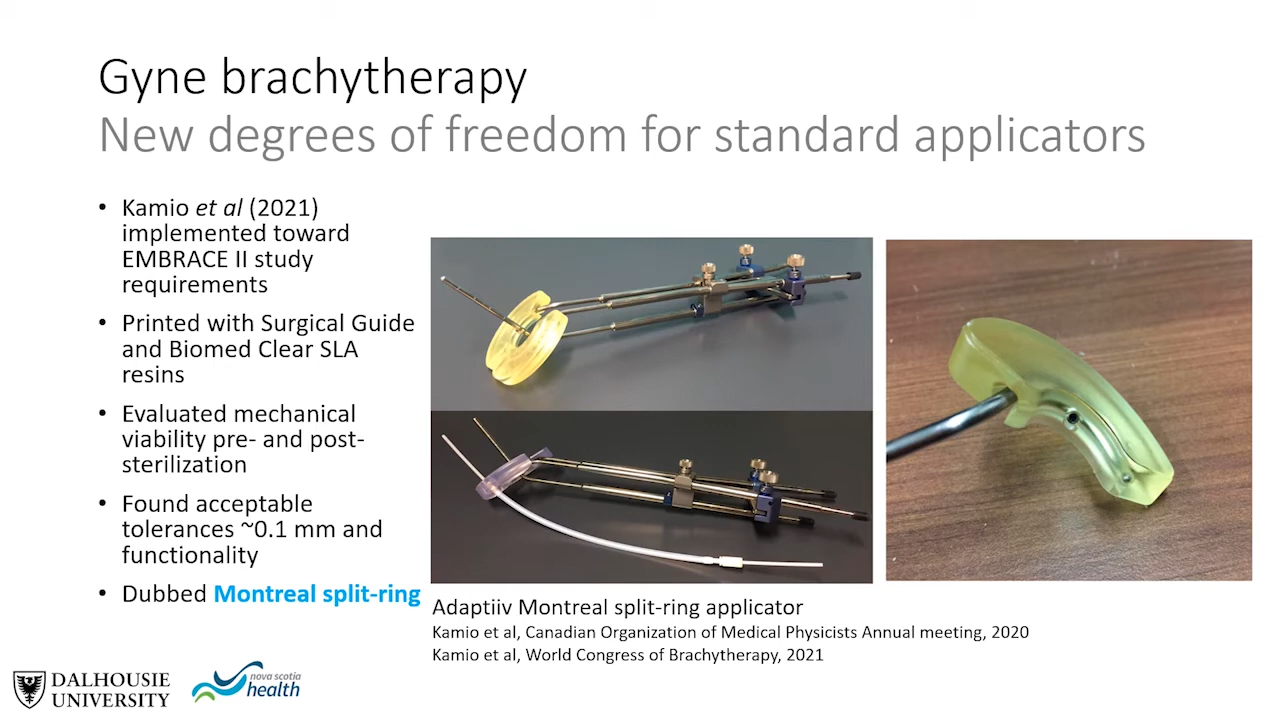 Gyne brachytherapy
New degrees of freedom for standard applicators
• Kamio et al (2021)
implemented toward
EMBRACE II study
requirements
• Printed with Surgical Guide
and Biomed Clear SLA
resins
• Evaluated mechanical
viability pre- and post-
sterilization
• Found acceptable
tolerances ~0.1 mm and
functionality
• Dubbed Montreal split-ring
Adaptiiv Montreal split-ring applicator
Kamio et al, Canadian Organization of Medical Physicists Annual meeting, 2020
Kamio et al, World Congress of Brachytherapy, 2021
DALHOUSIE
UNIVERSITY
nova scotia
health